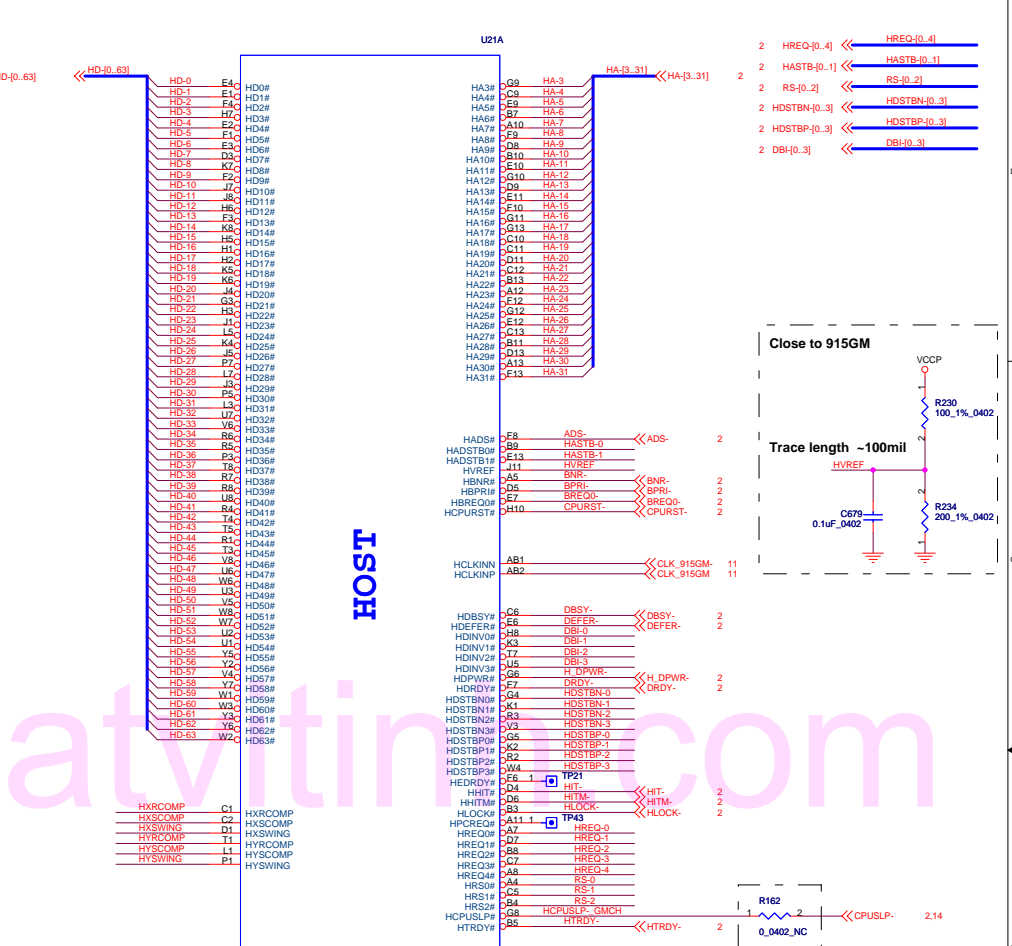 U21A
D-[0..63]
HD-[0..63]
HD-0 E4 HD0#
HD-1 E1 HD1#
HD-2 F4 HD2#
HD-3 H7 HD3#
HD-4 E2 HD4#
HD-5 F1 HD5#
HD-6 E3 HD6#
HD-7 D3 HD7#
HD-8 K7 HD8#
HD-9 F2 HD9#
HD-10 J7 HD10#
HD-11 J8 HD11#
HD-12 H6 HD12#
HD-13 F3 HD13#
HD-14 K8 HD14#
HD-15 H5 HD15#
HD-16 H1 HD16#
HD-17 H2 HD17#
HD-18 K5 HD18#
HD-19 K6 HD19#
HD-20 J4 HD20#
HD-21 G3 HD21#
HD-22 H3 HD22#
HD-23 J1 HD23#
HD-24 L5 HD24#
HD-25 K4 HD25#
HD-26 J5 HD26#
HD-27 P7 HD27#
HD-28 L7 HD28#
HD-29 J3 HD29#
HD-30 P5 HD30#
HD-31 L3 HD31#
HD-32 U7 HD32#
HD-33 V6 HD33#
HD-34 R6 HD34#
HD-35 R5 HD35#
HD-36 P3 HD36#
HD-37 T8 HD37#
HD-38 R7 HD38#
HD-39 R8 HD39#
HD-40 U8 HD40#
HD-41 R4 HD41#
HD-42 T4 HD42#
HD-43 T5 HD43#
HD-44 R1 HD44#
HD-45 T3 HD45#
HD-46 V8 HD46#
HD-47 U6 HD47#
HD-48 W6 HD48#
HD-49 U3 HD49#
HD-50 V5 HD50#
HD-51 W8 HD51#
HD-52 W7 HD52#
HD-53 U2 HD53#
HD-54 U1 HD54#
HD-55 Y5 HD55#
HD-56 Y2 HD56#
HD-57 V4 HD57#
HD-58 Y7 HD58#
HD-59 W1 HD59#
HD-60 W3 HD60#
HD-61 Y3 HD61#
HD-62 Y6 HD62#
HD-63 W2 HD63#
HXRCOMP C1 HXRCOMP
HXSCOMP C2 HXSCOMP
HXSWING D1 HXSWING
HYRCOMP T1 HYRCOMP
HYSCOMP L1 HYSCOMP
HYSWING P1 HYSWING
HOST
HA-[3..31] HA-[3..31] 2
HA3# G9 HA-3
HA4# C9 HA-4
HA5# E9 HA-5
HA6# B7 HA-6
HA7# A10 HA-7
HA8# F9 HA-8
HA9# D8 HA-9
HA10# B10 HA-10
HA11# E10 HA-11
HA12# G10 HA-12
HA13# D9 HA-13
HA14# E11 HA-14
HA15# F10 HA-15
HA16# G11 HA-16
HA17# G13 HA-17
HA18# C10 HA-18
HA19# C11 HA-19
HA20# D11 HA-20
HA21# C12 HA-21
HA22# B13 HA-22
HA23# A12 HA-23
HA24# F12 HA-24
HA25# G12 HA-25
HA26# E12 HA-26
HA27# C13 HA-27
HA28# B11 HA-28
HA29# D13 HA-29
HA30# A13 HA-30
HA31# F13 HA-31
HADS# F8 ADS- ADS- 2
HADSTB0# B9 HASTB-0
HADSTB1# E13 HASTB-1
HVREF J11 HVREF
HBNR# A5 BNR- BNR- 2
HBPRI# D5 BPRI- BPRI- 2
HBREQ0# E7 BREQ0- BREQ0- 2
HCPURST# H10 CPURST- CPURST- 2
HCLKINN AB1 CLK_915GM- 11
HCLKINP AB2 CLK_915GM 11
HDBSY# C6 DBSY- DBSY- 2
HDEFER# E6 DEFER- DEFER- 2
HDINV0# H8 DBI-0
HDINV1# K3 DBI-1
HDINV2# T7 DBI-2
HDINV3# U5 DBI-3
HDPWR# G6 H_DPWR- H_DPWR- 2
HDRDY# F7 DRDY- DRDY- 2
HDSTBN0# G4 HDSTBN-0
HDSTBN1# K1 HDSTBN-1
HDSTBN2# R3 HDSTBN-2
HDSTBN3# V3 HDSTBN-3
HDSTBP0# G5 HDSTBP-0
HDSTBP1# K2 HDSTBP-1
HDSTBP2# R2 HDSTBP-2
HDSTBP3# W4 HDSTBP-3
HEDRDY# F6 1 TP21
HHIT# D4 HIT- HIT- 2
HHITM# D6 HITM- HITM- 2
HLOCK# B3 HLOCK- HLOCK- 2
HPCREQ# A11 1 TP43
HREQ0# A7 HREQ-0
HREQ1# D7 HREQ-1
HREQ2# B8 HREQ-2
HREQ3# C7 HREQ-3
HREQ4# A8 HREQ-4
HRS0# A4 RS-0
HRS1# C5 RS-1
HRS2# B4 RS-2
HCPUSLP# G8 HCPUSLP-_GMCH
HTRDY# B5 HTRDY- HTRDY- 2
R162
1 2 CPUSLP- 2,14
0_0402_NC
2 HREQ-[0..4] HREQ-[0..4]
2 HASTB-[0..1] HASTB-[0..1]
2 RS-[0..2] RS-[0..2]
2 HDSTBN-[0..3] HDSTBN-[0..3]
2 HDSTBP-[0..3] HDSTBP-[0..3]
2 DBI-[0..3] DBI-[0..3]
Close to 915GM
VCCP
1
R230
100_1%_0402
2
Trace length ~100mil
HVREF
2
C679
0.1uF_0402
R234
200_1%_0402
1
atvitinh.com